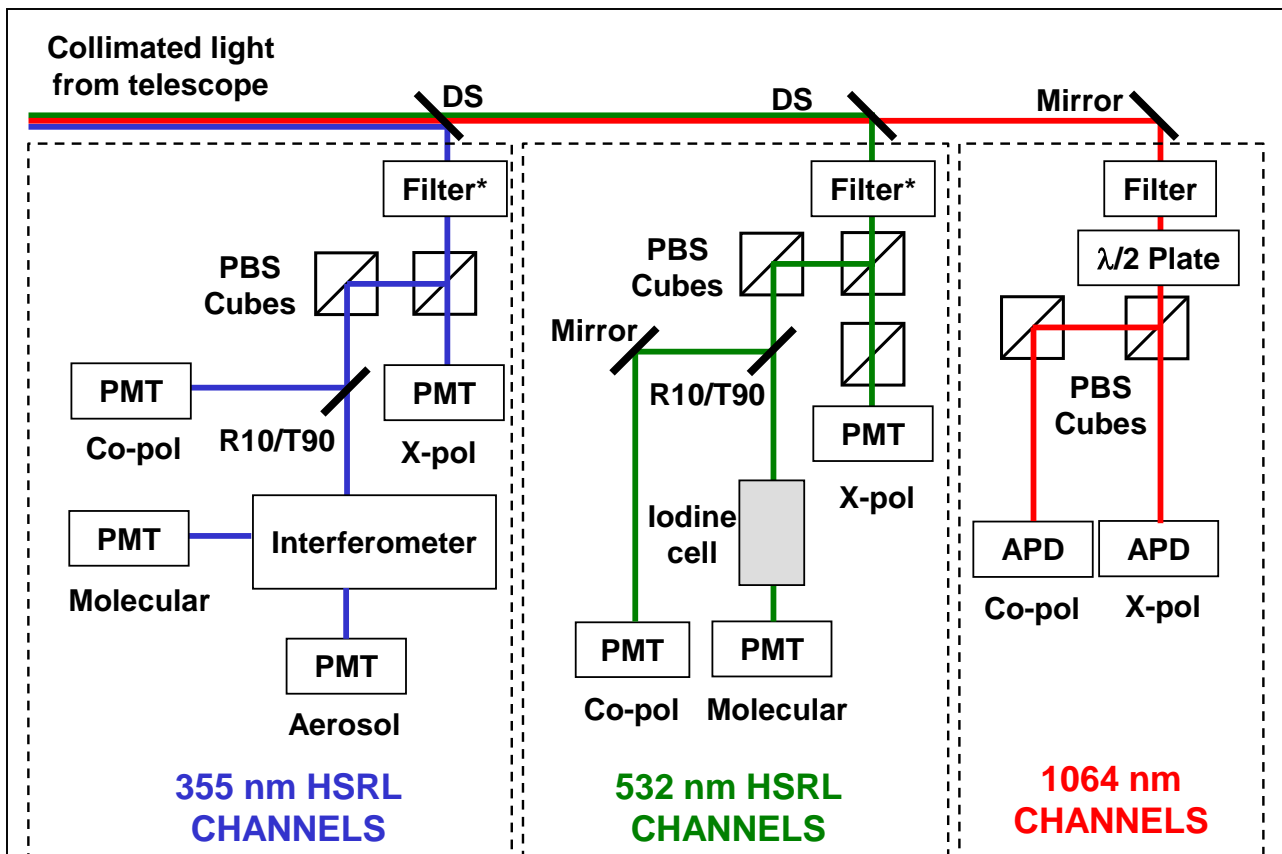 Collimated light
from telescope
DS
DS
Mirror
Filter*
PBS
Cubes
PMT
Co-pol
R10/T90
PMT
X-pol
PMT
Molecular
Interferometer
PMT
Aerosol
355 nm HSRL
CHANNELS
Filter*
PBS
Cubes
Mirror
R10/T90
PMT
X-pol
Iodine
cell
PMT
Co-pol
PMT
Molecular
532 nm HSRL
CHANNELS
Filter
λ/2 Plate
PBS
Cubes
APD
Co-pol
APD
X-pol
1064 nm
CHANNELS